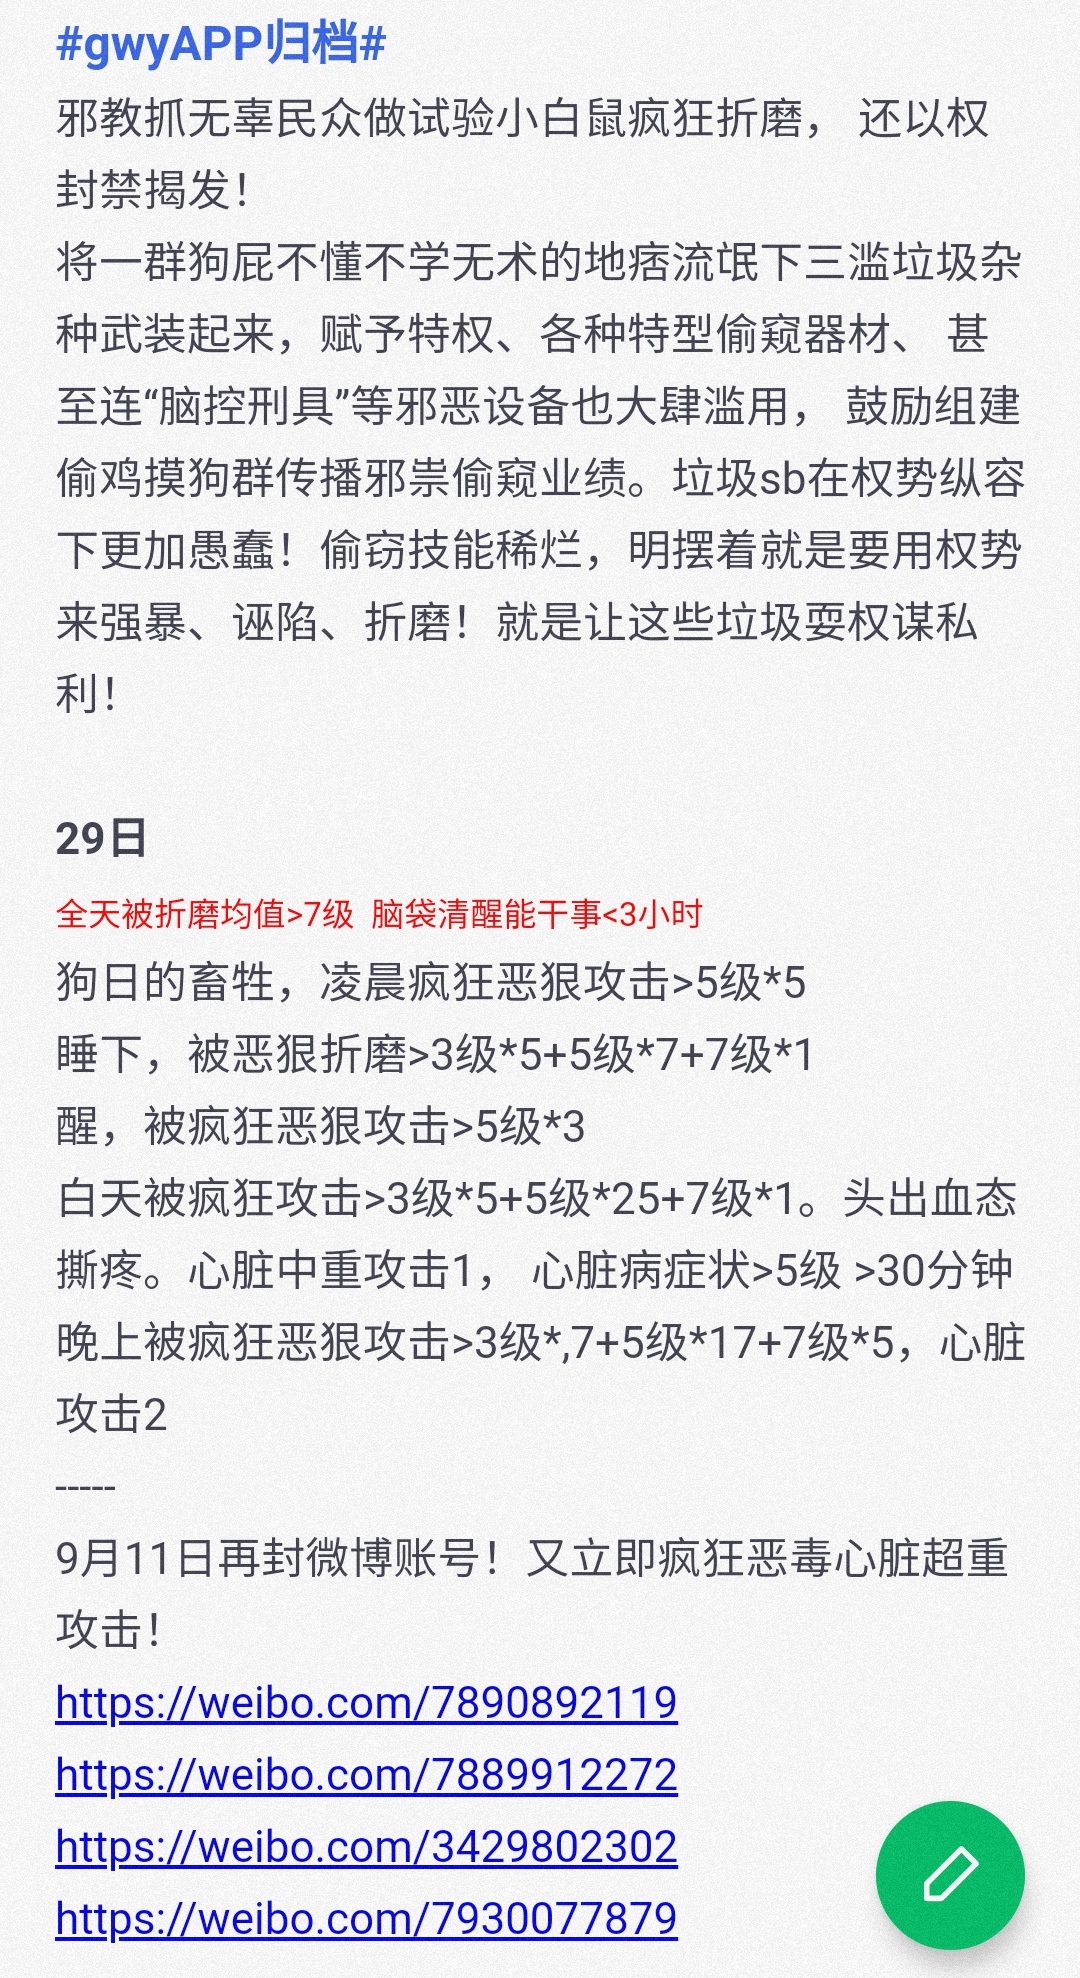 #gwyAPP归档#
邪教抓无辜民众做试验小白鼠疯狂折磨， 还以权
封禁揭发！
将一群狗屁不懂不学无术的地痞流氓下三滥垃圾杂
种武装起来，赋予特权、各种特型偷窥器材、 甚
至连“脑控刑具”等邪恶设备也大肆滥用， 鼓励组建
偷鸡摸狗群传播邪祟偷窥业绩。垃圾sb在权势纵容
下更加愚蠢！偷窃技能稀烂，明摆着就是要用权势
来强暴、诬陷、折磨！就是让这些垃圾耍权谋私
利！
29日
全天被折磨均值>7级  脑袋清醒能干事<3小时
狗日的畜牲，凌晨疯狂恶狠攻击>5级*5
睡下，被恶狠折磨>3级*5+5级*7+7级*1
醒，被疯狂恶狠攻击>5级*3
白天被疯狂攻击>3级*5+5级*25+7级*1。头出血态
撕疼。心脏中重攻击1， 心脏病症状>5级 >30分钟
晚上被疯狂恶狠攻击>3级*,7+5级*17+7级*5，心脏
攻击2
-----
9月11日再封微博账号！又立即疯狂恶毒心脏超重
攻击！
https://weibo.com/7890892119
https://weibo.com/7889912272
https://weibo.com/3429802302
https://weibo.com/7930077879